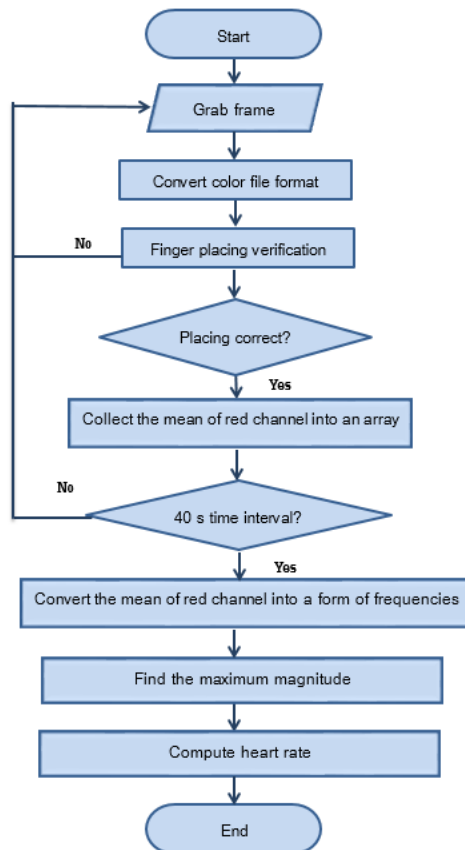 Start
Grab frame
Convert color file format
No
Finger placing verification
Placing correct?
Yes
Collect the mean of red channel into an array
No
40 s time interval?
Yes
Convert the mean of red channel into a form of frequencies
Find the maximum magnitude
Compute heart rate
End